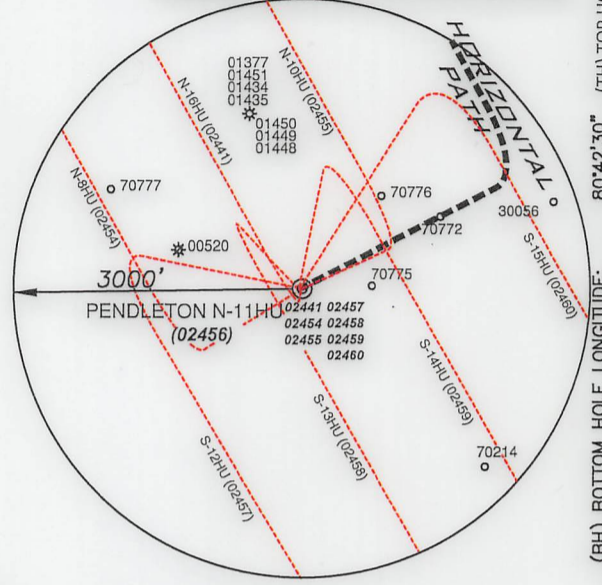 HORIZONTAL
PATH
N-10HU (02455)
01377
01451
01434
01435
01450
01449
01448
N-16HU (02441)
70777
N-8HU (02454)
70776
30056
70772
00520
S-15HU (02460)
70775
3000'
PENDLETON N-11HU
(02456)
02441 02457
02454 02458
02455 02459
02460
S-14HU (02459)
S-13HU (02458)
S-12HU (02457)
70214
(BH) BOTTOM HOLE LONGITUDE:
80°42'30"